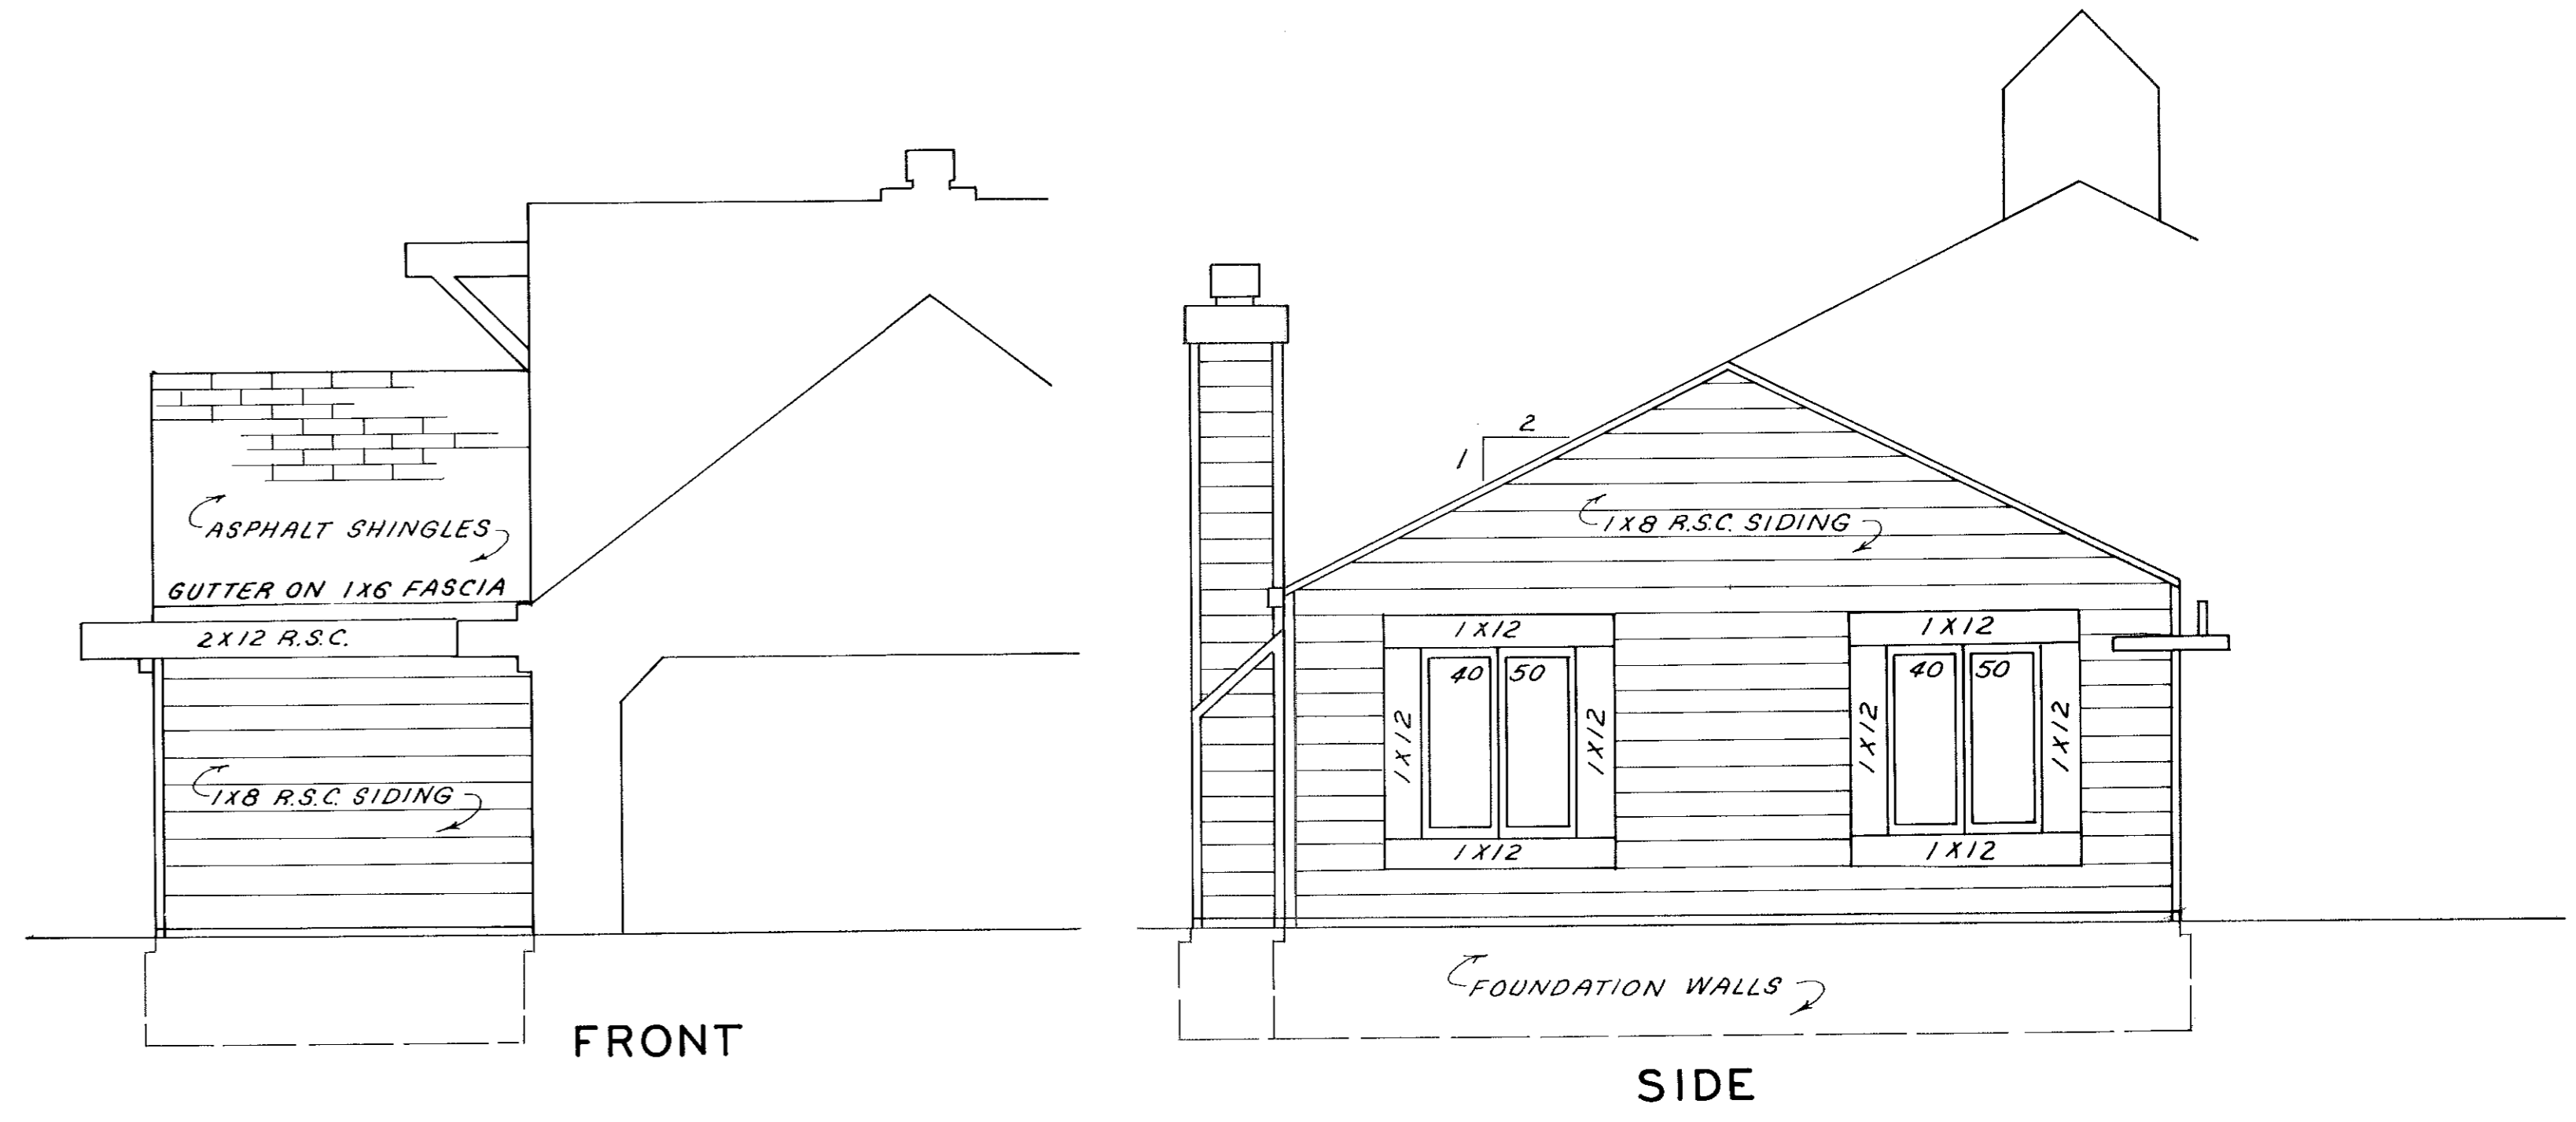 ASPHALT SHINGLES
GUTTER ON 1X6 FASCIA
2X12 R.S.C.
1X8 R.S.C. SIDING
FRONT
2
1
1X8 R.S.C. SIDING
1X12
40 50
1X12
1X12
1X12
1X12
40 50
1X12
1X12
1X12
FOUNDATION WALLS
SIDE